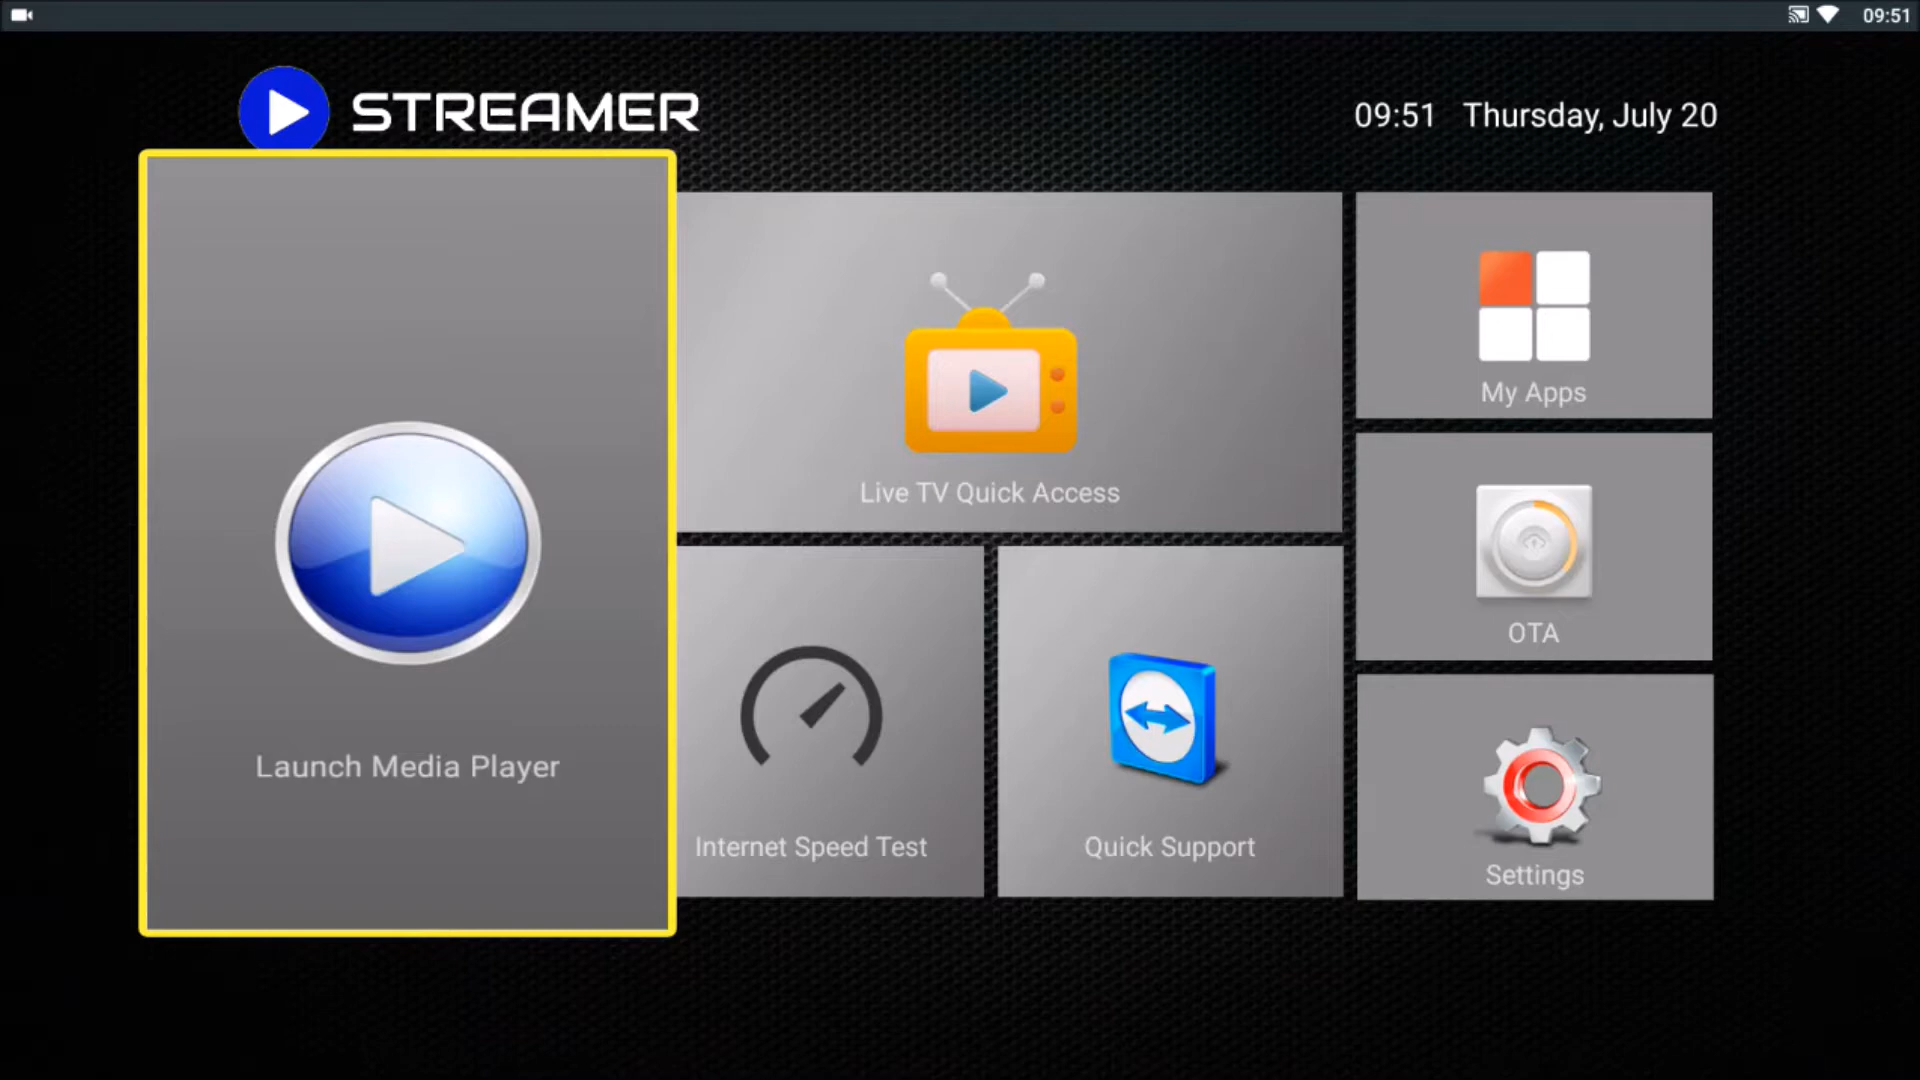 09:51
STREAMER
09:51 Thursday, July 20
Launch Media Player
Live TV Quick Access
My Apps
OTA
Internet Speed Test
Quick Support
Settings